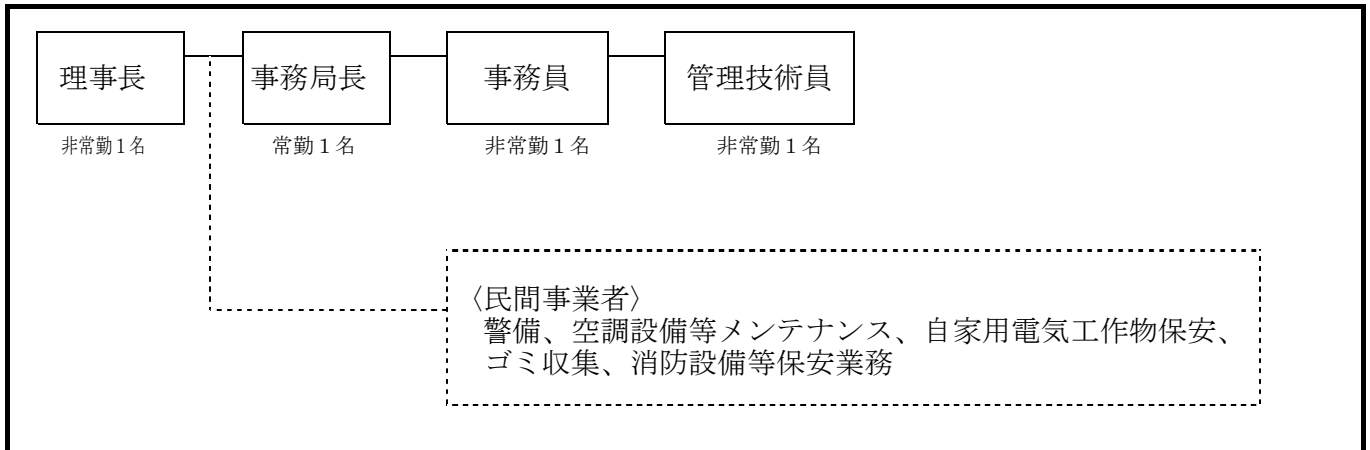 理事長
事務局長
事務員
管理技術員
非常勤1名
常勤１名
非常勤１名
非常勤１名
〈民間事業者〉
警備、空調設備等メンテナンス、自家用電気工作物保安、
ゴミ収集、消防設備等保安業務